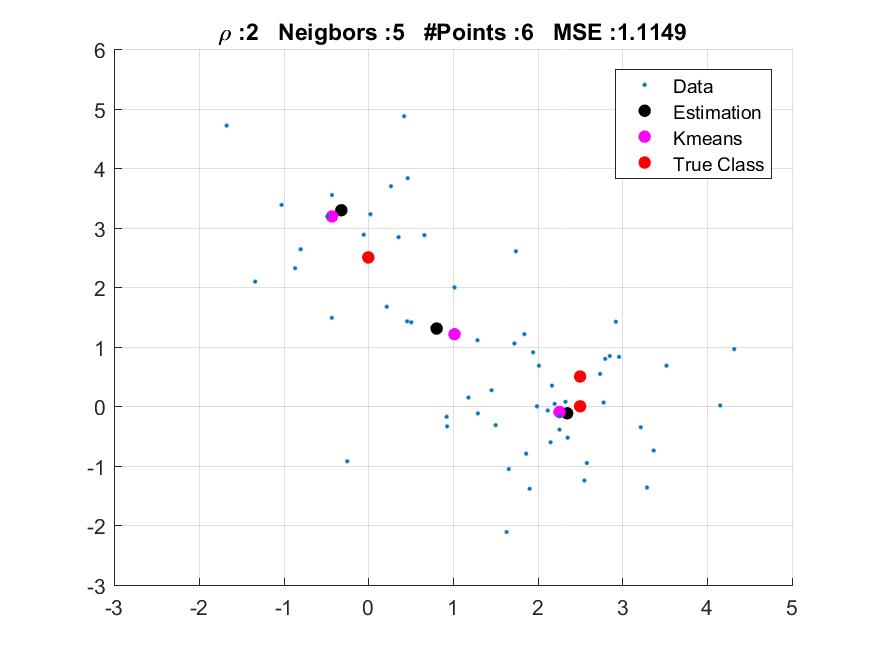 ρ :2 Neigbors :5 #Points :6 MSE :1.1149
6
5
4
3
2
1
0
-1
-2
-3
Data
Estimation
Kmeans
True Class
-3 -2 -1 0 1 2 3 4 5